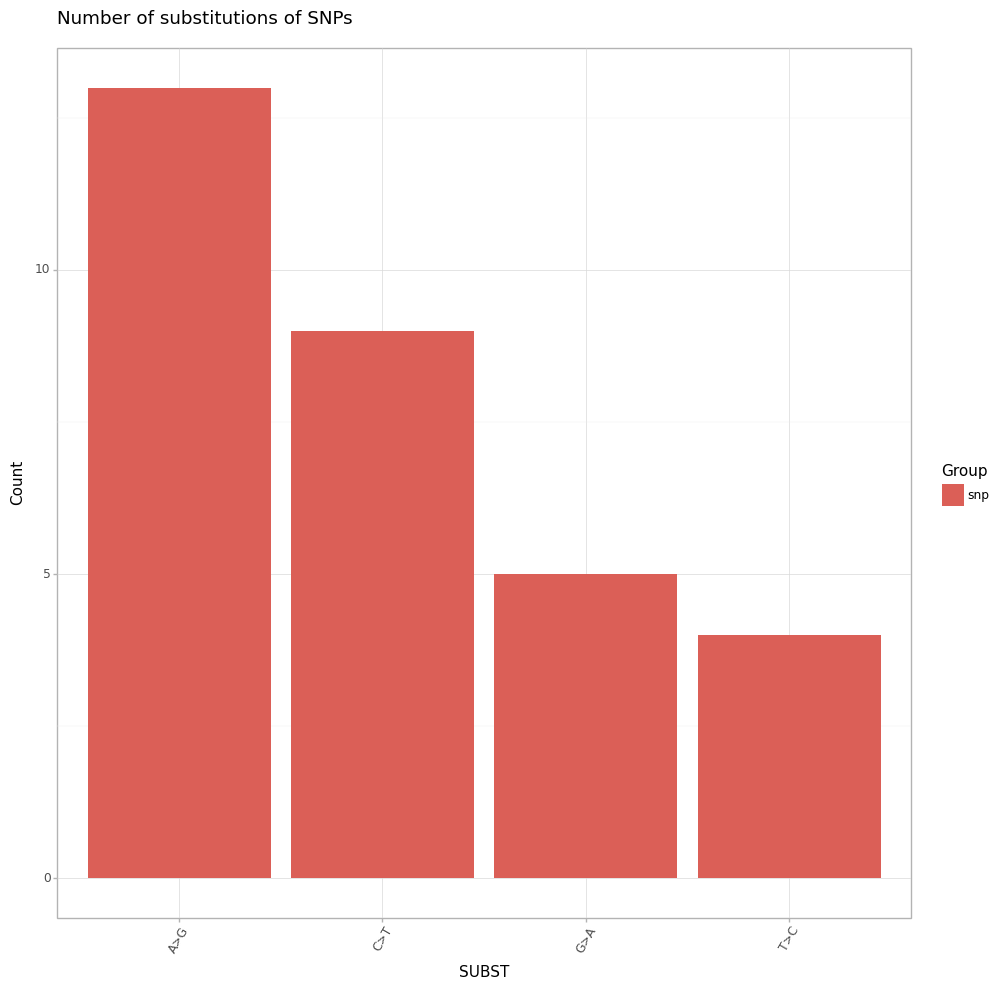 Number of substitutions of SNPs
Count
10
5
0
A>G
C>T
G>A
T>C
SUBST
Group
snp